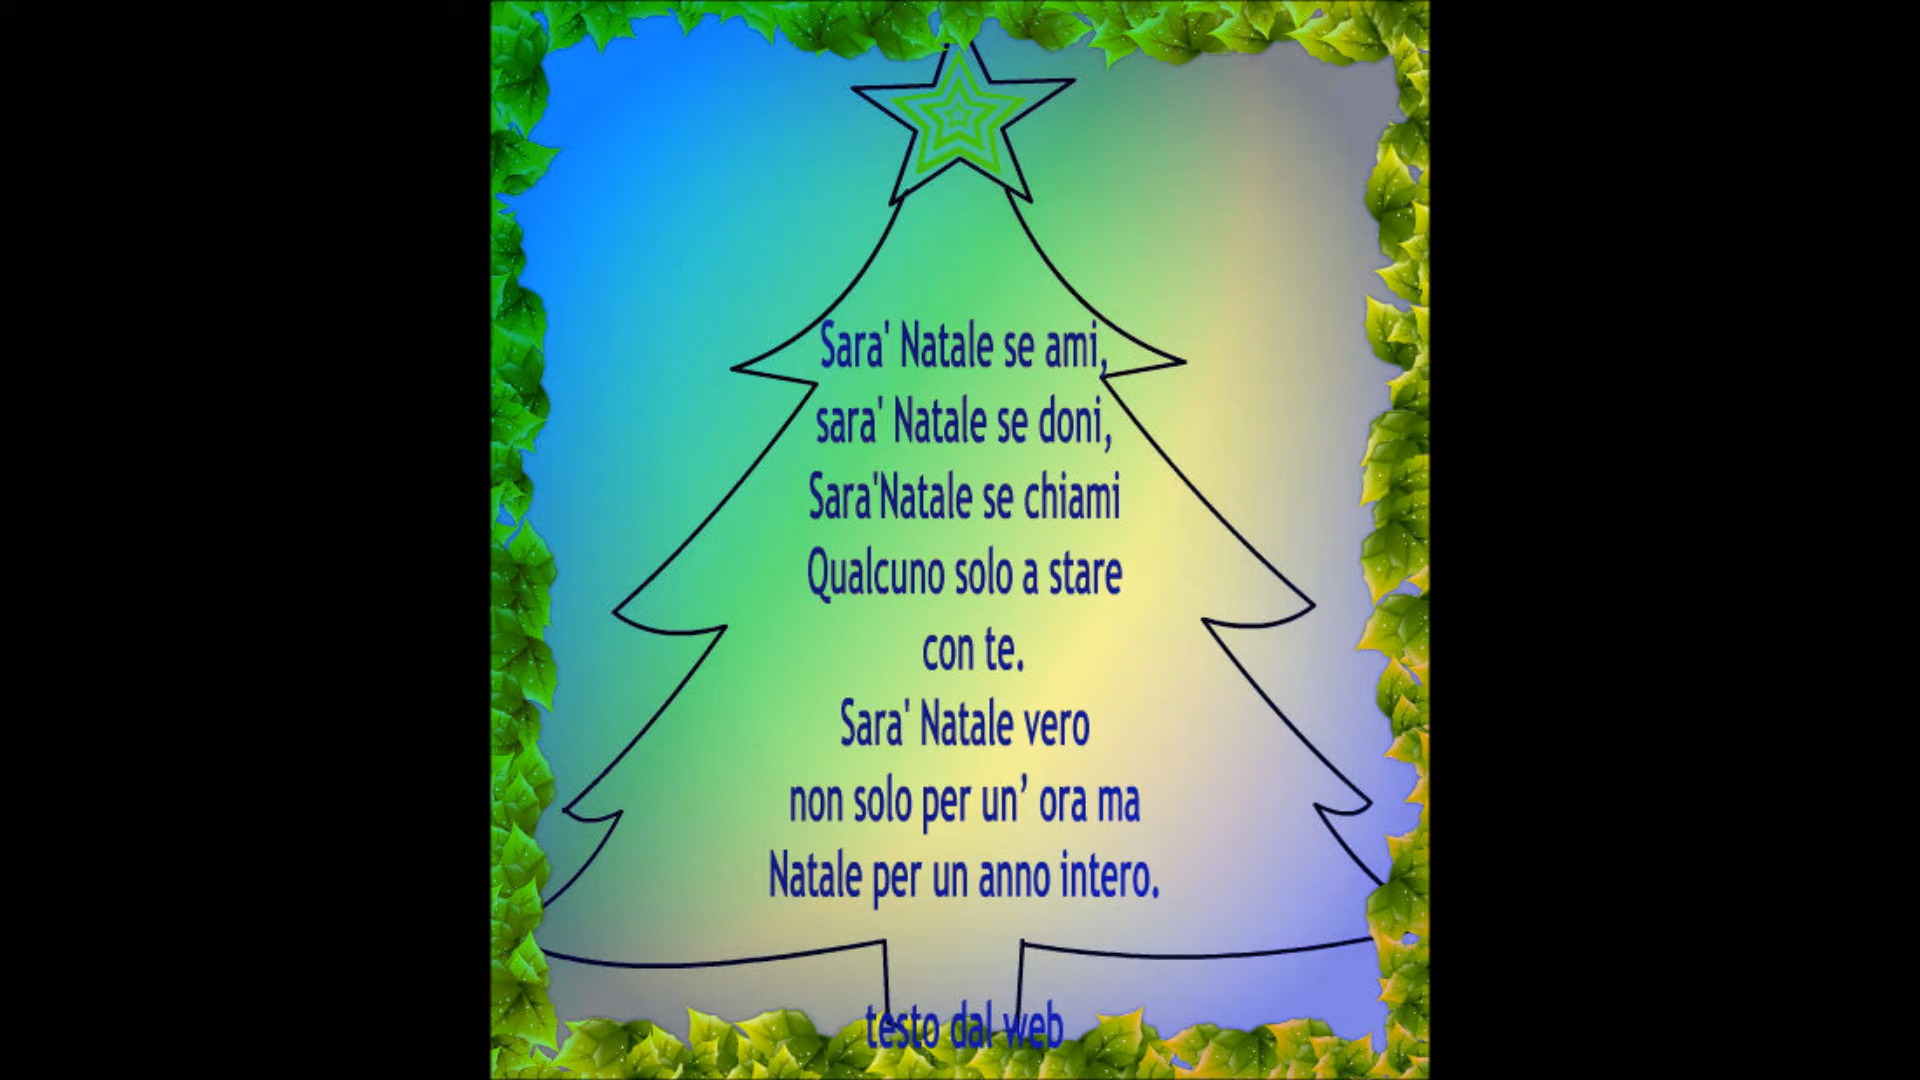 Sara' Natale se ami,
sara' Natale se doni,
Sara'Natale se chiami
Qualcuno solo a stare
con te.
Sara' Natale vero
non solo per un’ ora ma
Natale per un anno intero.
testo dal web